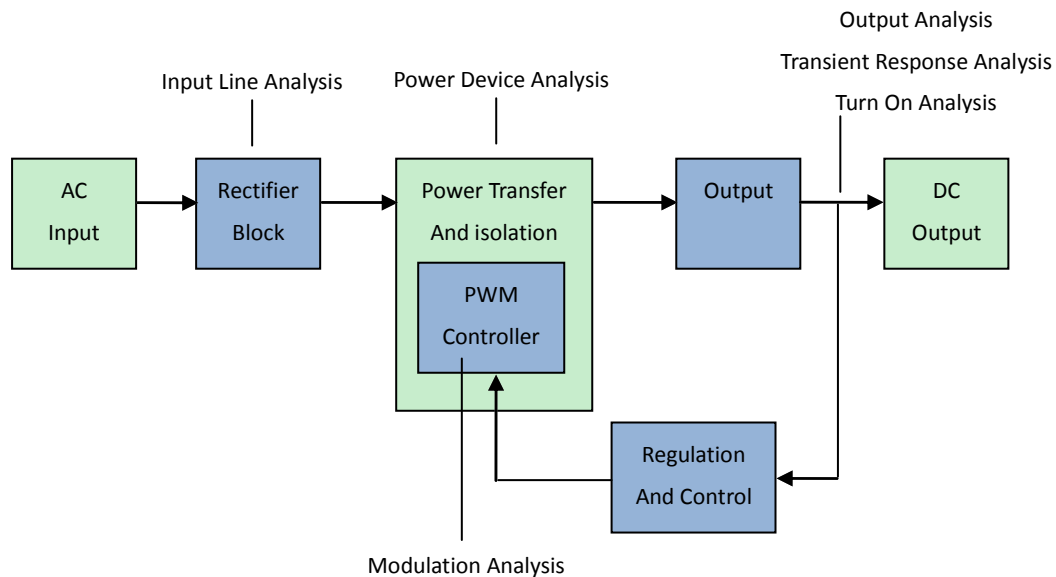 Output Analysis
Transient Response Analysis
Turn On Analysis
Input Line Analysis
Power Device Analysis
AC
Input
Rectifier
Block
Power Transfer
And isolation
PWM
Controller
Output
DC
Output
Regulation
And Control
Modulation Analysis